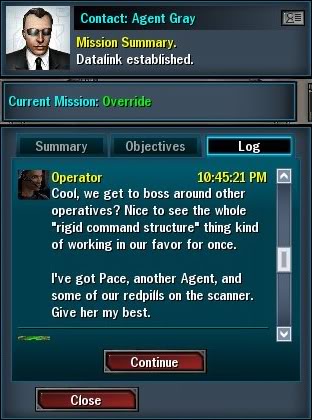 Contact: Agent Gray
Mission Summary.
Datalink established.
Current Mission: Override
Summary
Objectives
Log
Operator
10:45:21 PM
Cool, we get to boss around other
operatives? Nice to see the whole
"rigid command structure" thing kind
of working in our favor for once.
I've got Pace, another Agent, and
some of our redpills on the scanner.
Give her my best.
Continue
Close